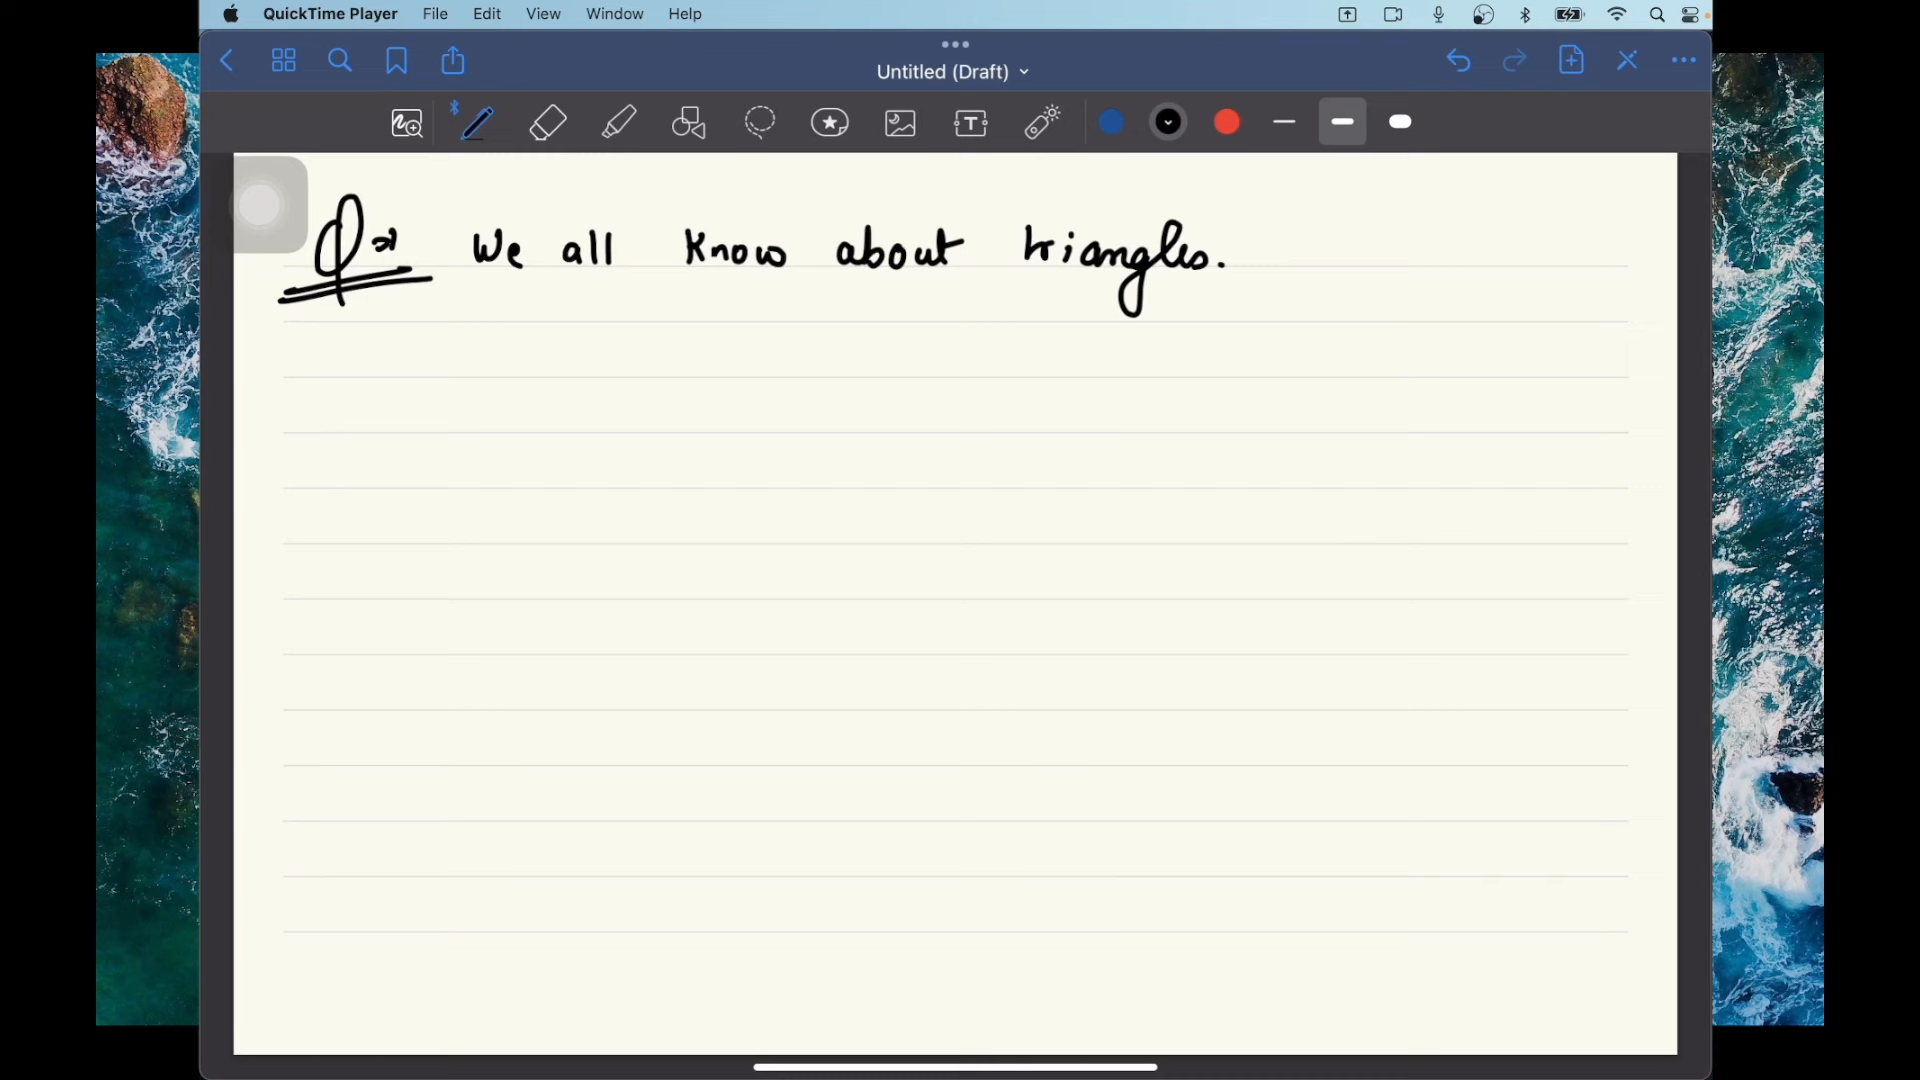 QuickTime Player File Edit View Window Help
Untitled (Draft)
Q→ We all know about triangles.